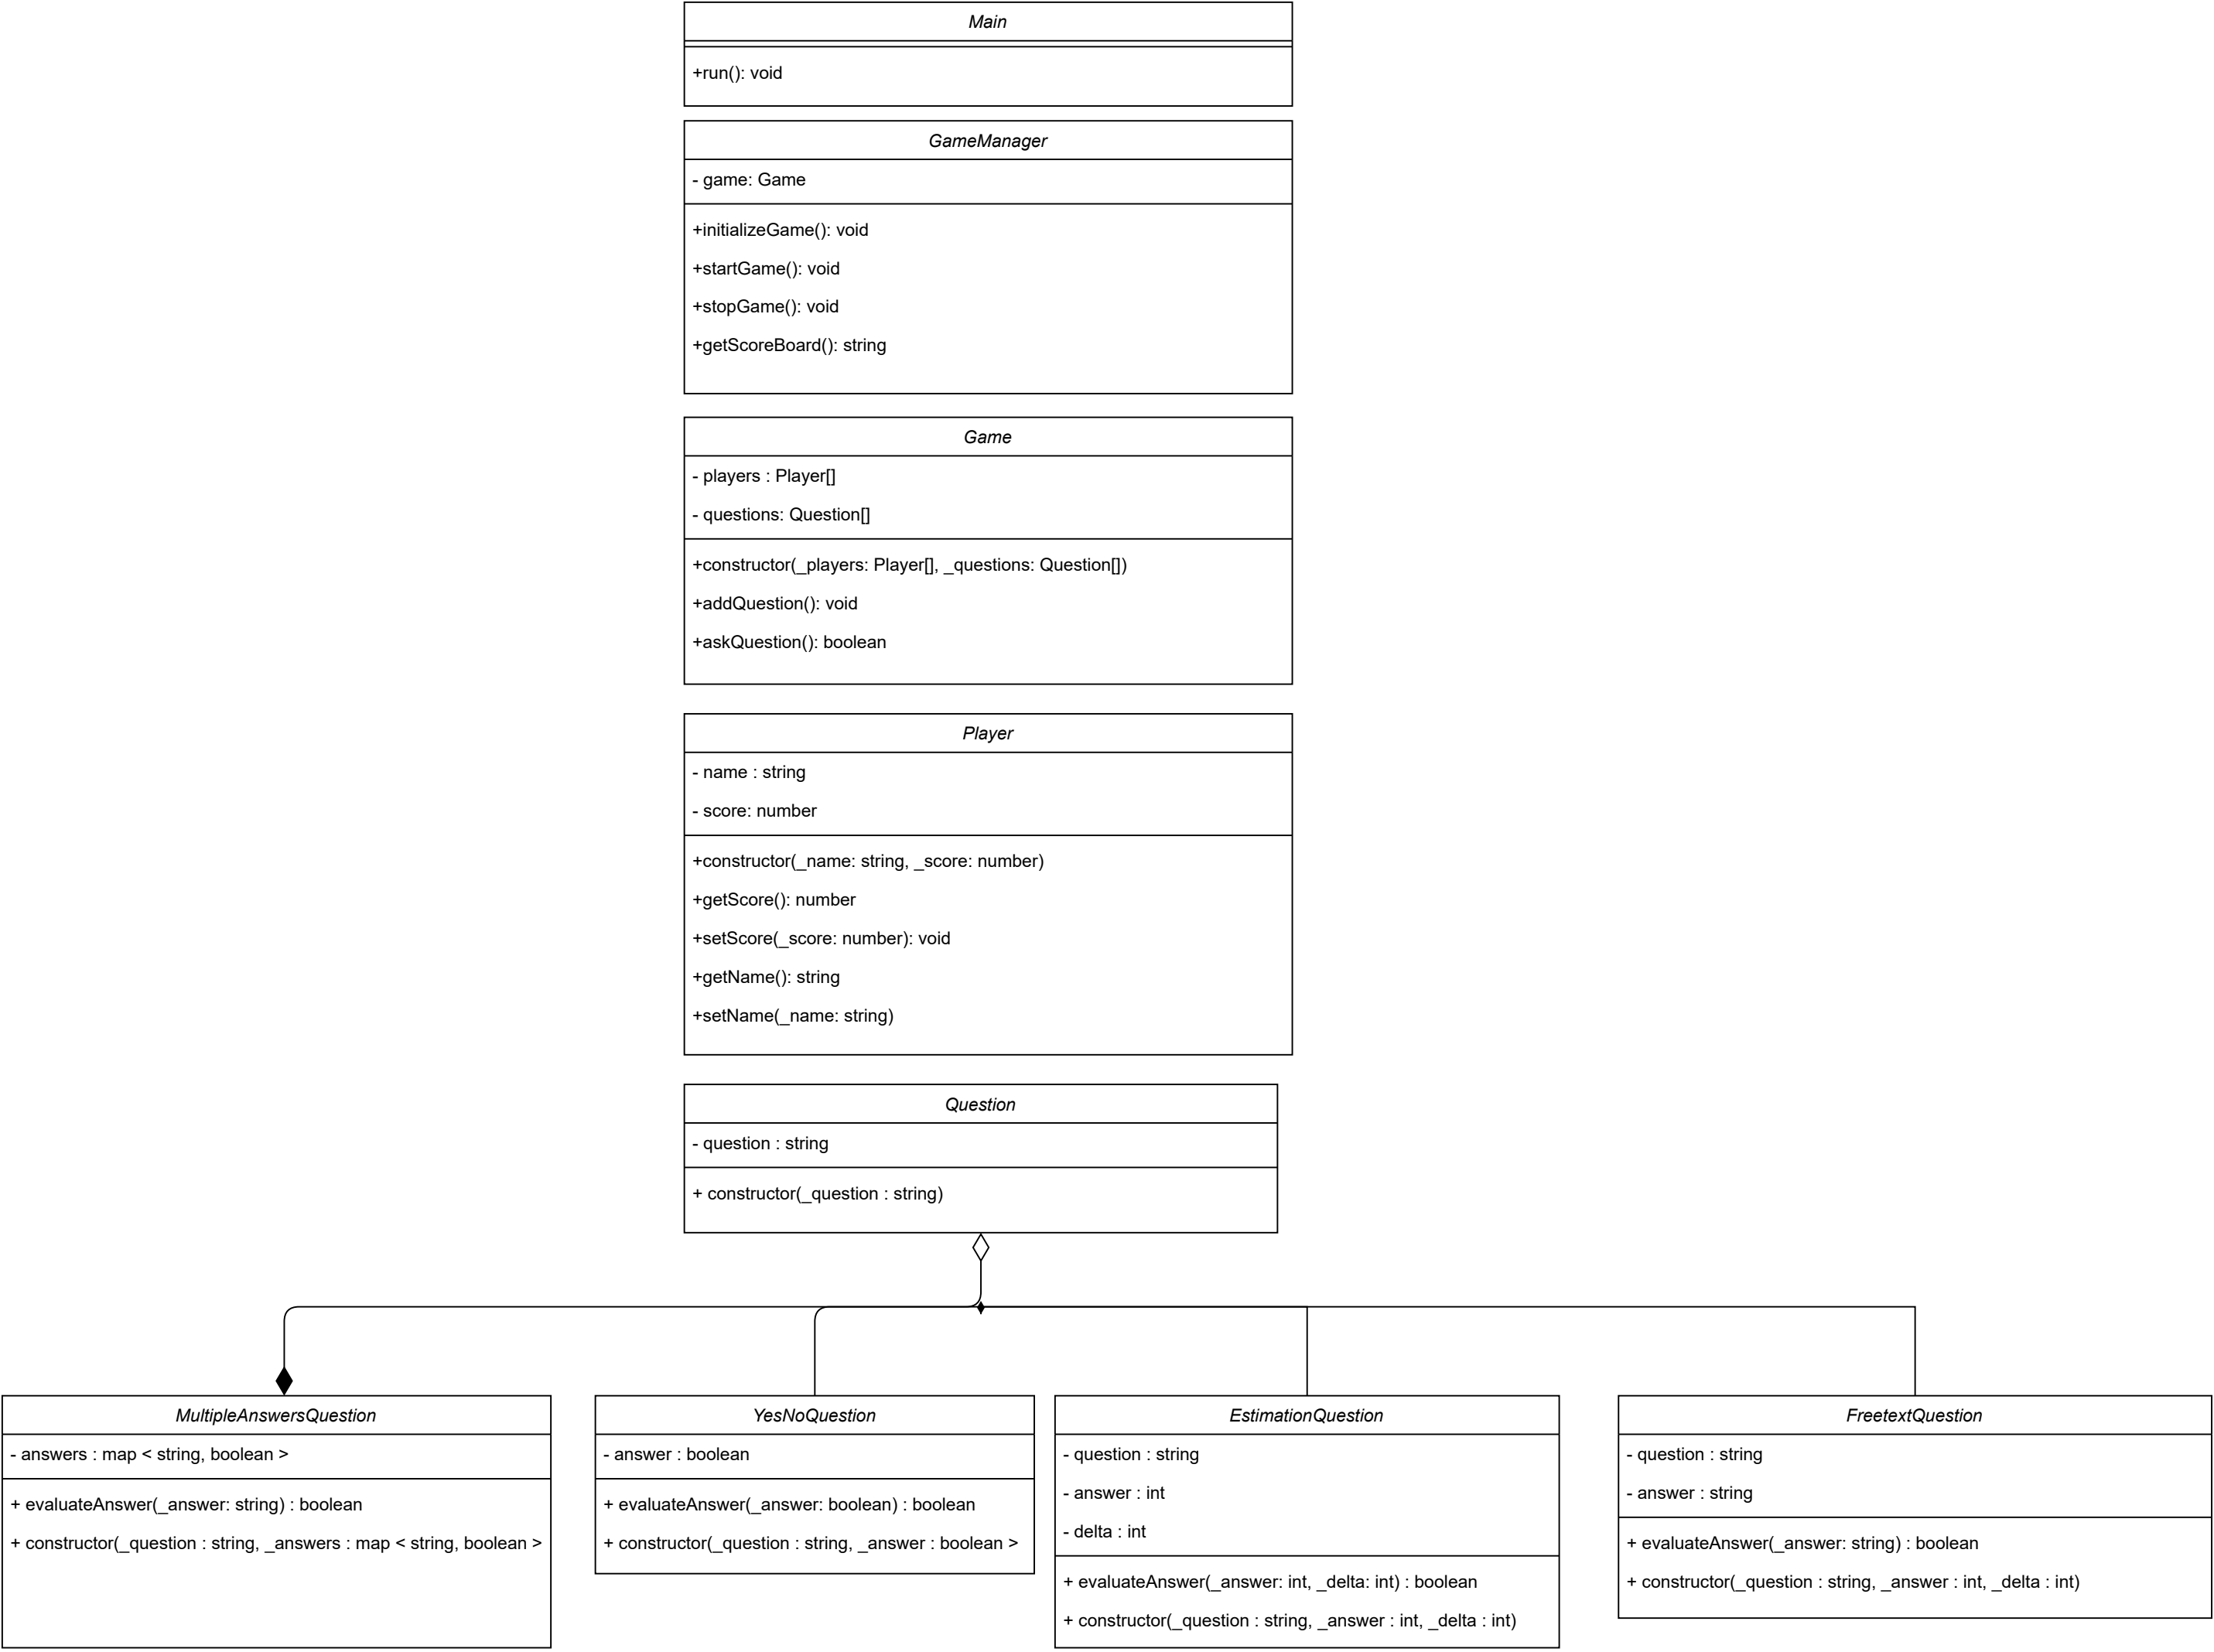 Main
+run(): void
GameManager
- game: Game
+initializeGame(): void
+startGame(): void
+stopGame(): void
+getScoreBoard(): string
Game
- players : Player[]
- questions: Question[]
+constructor(_players: Player[], _questions: Question[])
+addQuestion(): void
+askQuestion(): boolean
Player
- name : string
- score: number
+constructor(_name: string, _score: number)
+getScore(): number
+setScore(_score: number): void
+getName(): string
+setName(_name: string)
Question
- question : string
+ constructor(_question : string)
MultipleAnswersQuestion
- answers : map < string, boolean >
+ evaluateAnswer(_answer: string) : boolean
+ constructor(_question : string, _answers : map < string, boolean >
YesNoQuestion
- answer : boolean
+ evaluateAnswer(_answer: boolean) : boolean
+ constructor(_question : string, _answer : boolean >
EstimationQuestion
- question : string
- answer : int
- delta : int
+ evaluateAnswer(_answer: int, _delta: int) : boolean
+ constructor(_question : string, _answer : int, _delta : int)
FreetextQuestion
- question : string
- answer : string
+ evaluateAnswer(_answer: string) : boolean
+ constructor(_question : string, _answer : int, _delta : int)